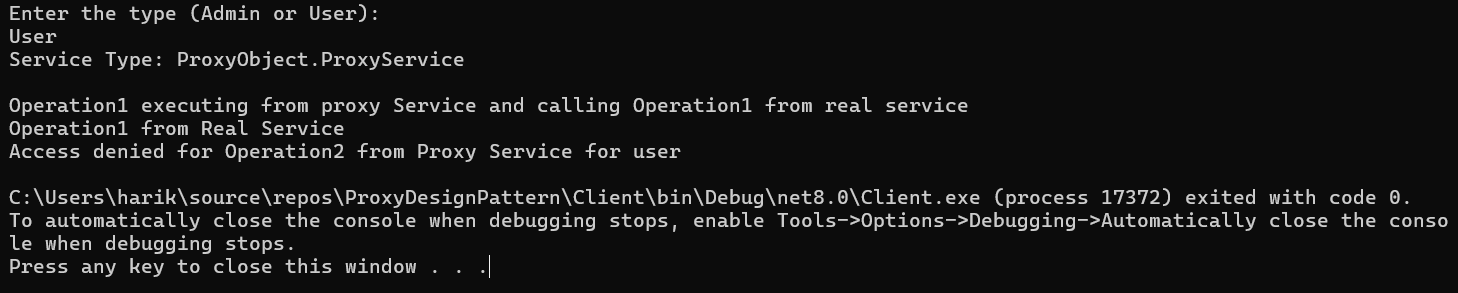 Enter the type (Admin or User):
User
Service Type: ProxyObject.ProxyService
Operation1 executing from proxy Service and calling Operation1 from real service
Operation1 from Real Service
Access denied for Operation2 from Proxy Service for user
C:\Users\harik\source\repos\ProxyDesignPattern\Client\bin\Debug\net8.0\Client.exe (process 17372) exited with code 0.
To automatically close the console when debugging stops, enable Tools->Options->Debugging->Automatically close the conso
le when debugging stops.
Press any key to close this window . . .